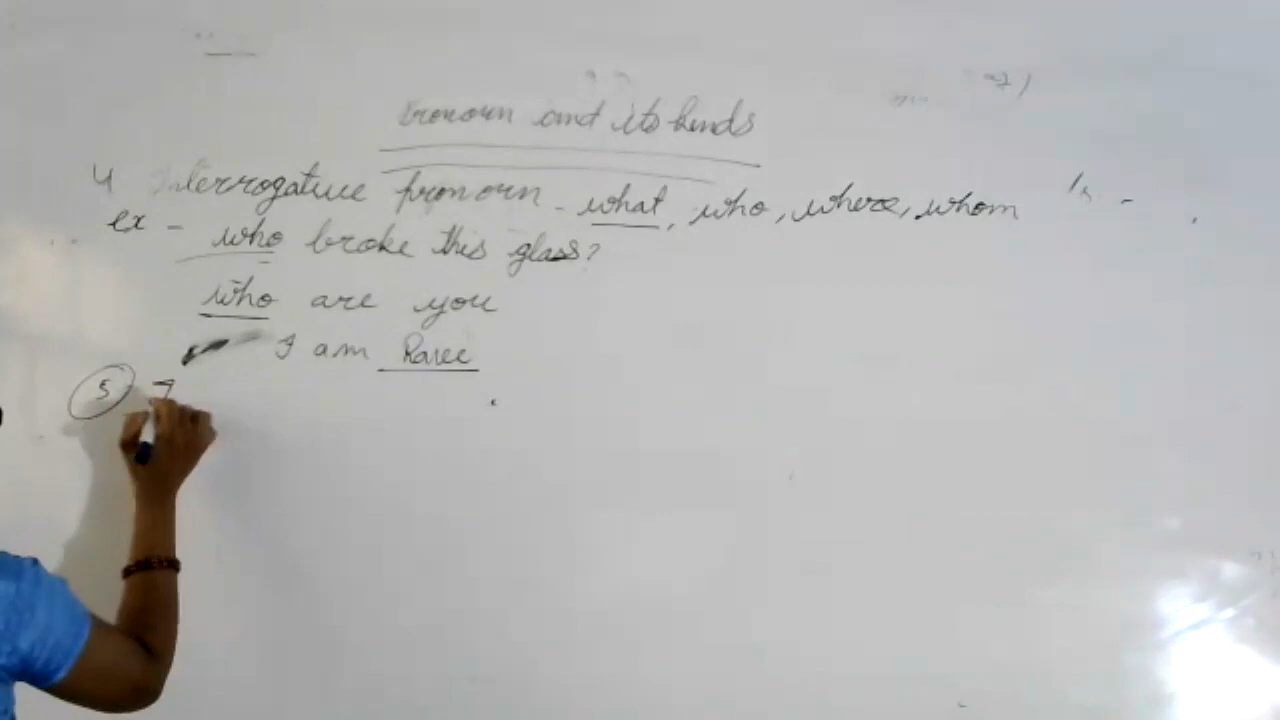 Pronoun and its kinds
4 Interrogative pronoun - what, who, where, whom
ex - who broke this glass?
who are you
I am Ravee
5